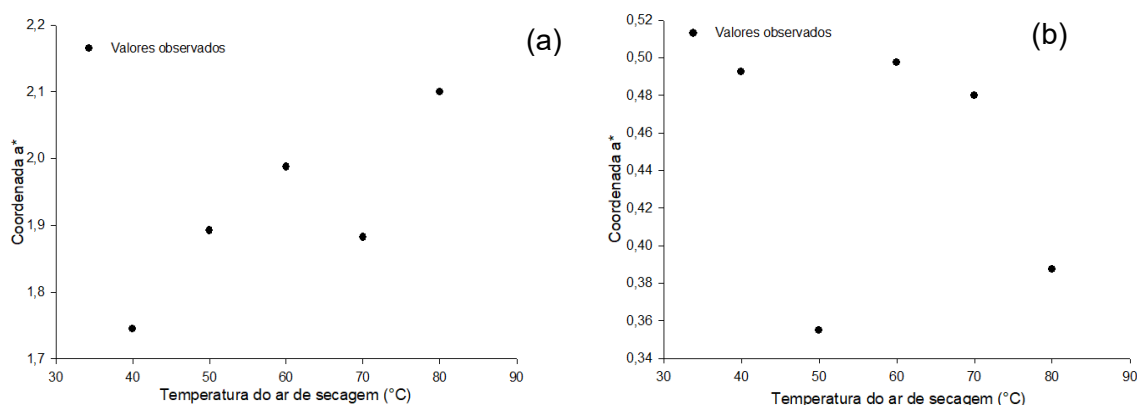 2,2
2,1
2,0
1,9
1,8
1,7
Coordenada a*
Valores observados
(a)
30 40 50 60 70 80 90
Temperatura do ar de secagem (°C)
0,52
0,50
0,48
0,46
0,44
0,42
0,40
0,38
0,36
0,34
Coordenada a*
Valores observados
(b)
30 40 50 60 70 80 90
Temperatura do ar de secagem (°C)